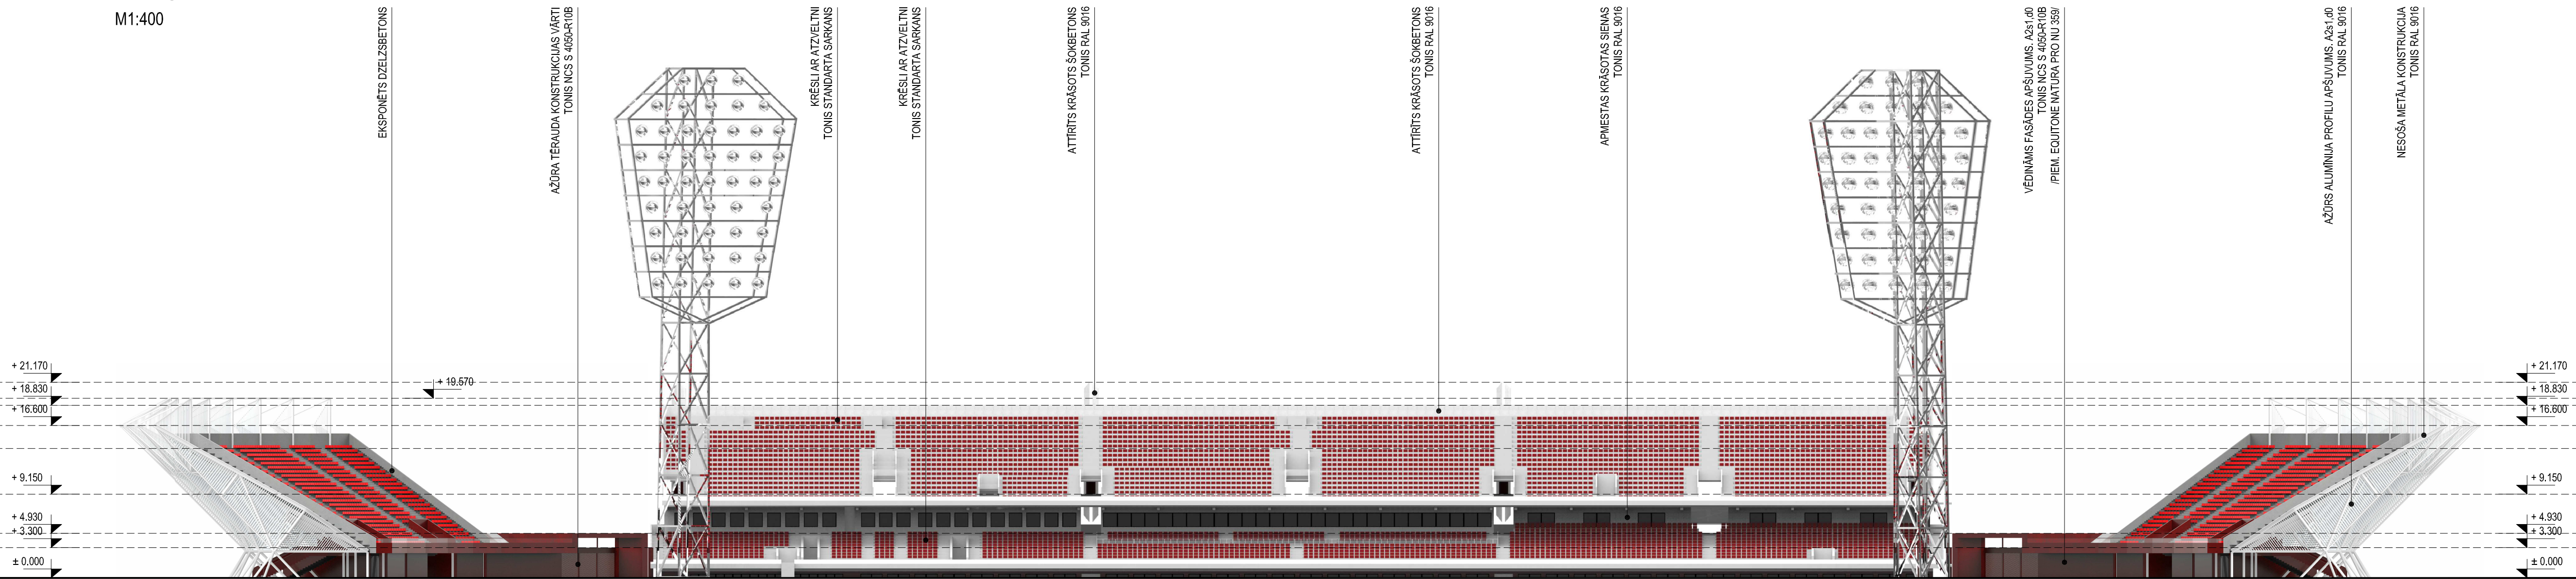 M1:400
EKSPONĒTS DZELZSBETONS
AŽŪRA TĒRAUDA KONSTRUKCIJAS VĀRTI
TONIS NCS S 4050-R10B
KRĒSLI AR ATZVELTNI
TONIS STANDARTA SARKANS
KRĒSLI AR ATZVELTNI
TONIS STANDARTA SARKANS
ATTĪRĪTS KRĀSOTS ŠOKBETONS
TONIS RAL 9016
ATTĪRĪTS KRĀSOTS ŠOKBETONS
TONIS RAL 9016
APMESTAS KRĀSOTAS SIENAS
TONIS RAL 9016
VĒDINĀMS FASĀDES APŠUVUMS. A2s1,d0
TONIS NCS S 4050-R10B
/PIEM. EQUITONE NATURA PRO NU 359/
AŽŪRS ALUMĪNIJA PROFILU APŠUVUMS. A2s1,d0
TONIS RAL 9016
NESOŠA METĀLA KONSTRUKCIJA
TONIS RAL 9016
+ 21.170
+ 18.830
+ 16.600
+ 9.150
+ 4.930
+ 3.300
± 0,000
+ 19.570
+ 21.170
+ 18.830
+ 16.600
+ 9.150
+ 4.930
+ 3.300
± 0,000